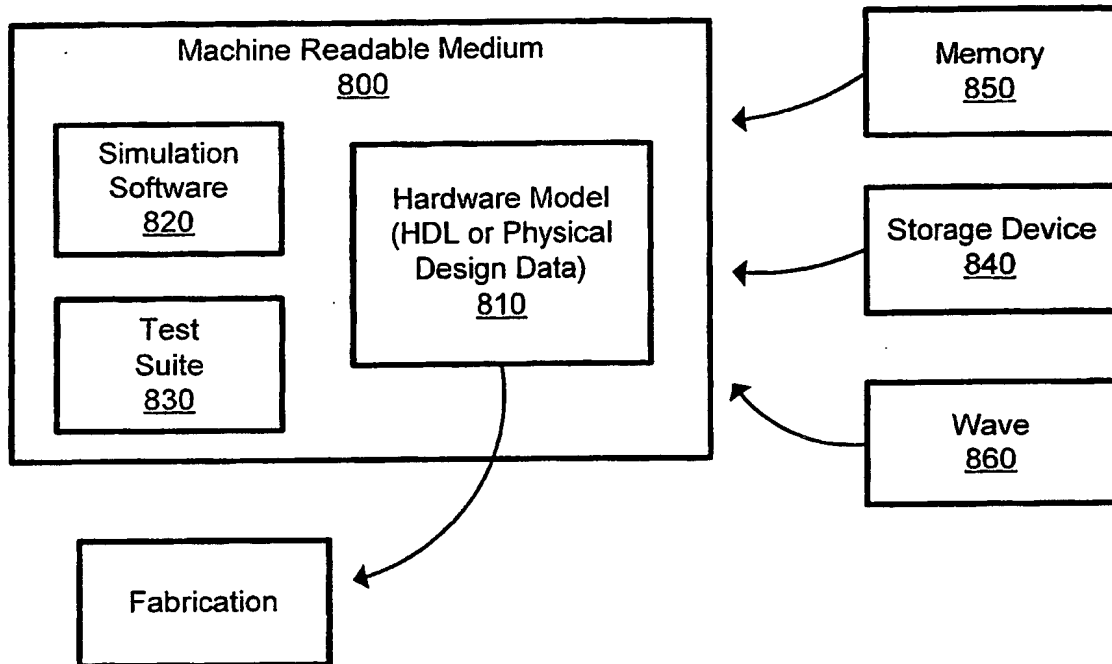 Machine Readable Medium
800
Simulation
Software
820
Test
Suite
830
Hardware Model
(HDL or Physical
Design Data)
810
Memory
850
Storage Device
840
Wave
860
Fabrication